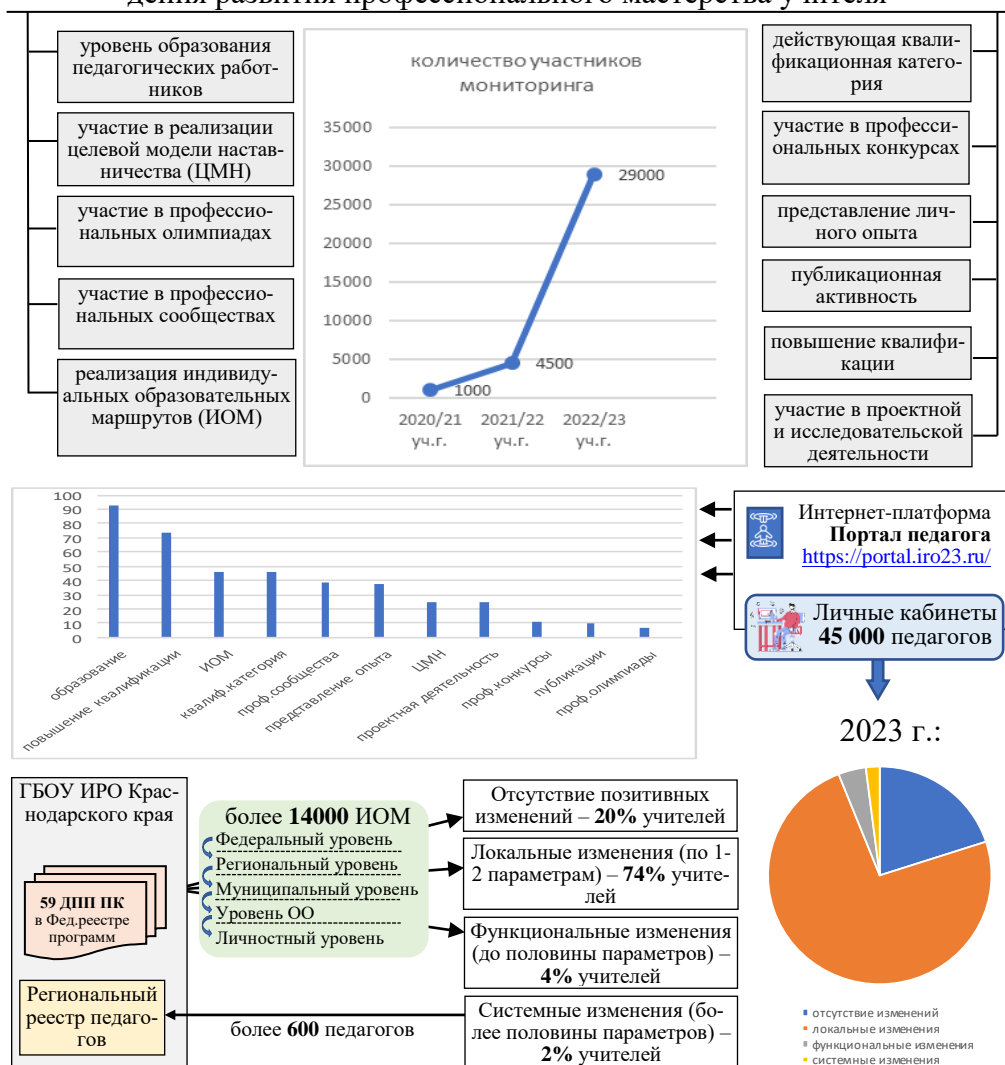 дения развития профессионального мастерства учителя
уровень образования
педагогических работ-
ников
участие в реализации
целевой модели настав-
ничества (ЦМН)
участие в профессио-
нальных олимпиадах
участие в профессио-
нальных сообществах
реализация индивиду-
альных образовательных
маршрутов (ИОМ)
количество участников
мониторинга
35000
30000
25000
20000
15000
10000
5000
0
29000
4500
1000
2020/21
уч.г.
2021/22
уч.г.
2022/23
уч.г.
действующая квали-
фикационная катего-
рия
участие в професси-
ональных конкурсах
представление лич-
ного опыта
публикационная
активность
повышение квалифи-
кации
участие в проектной
и исследовательской
деятельности
100
90
80
70
60
50
40
30
20
10
0
образование
повышение квалификации
ИОМ
квалиф.категория
проф.сообщества
представление опыта
ЦМН
проектная деятельность
проф.конкурсы
публикации
проф.олимпиады
Интернет-платформа
Портал педагога
https://portal.iro23.ru/
Личные кабинеты
45 000 педагогов
2023 г.:
ГБОУ ИРО Крас-
нодарского края
59 ДПП ПК
в Фед.реестре
программ
Региональный
реестр педаго-
гов
более 14000 ИОМ
Федеральный уровень
Региональный уровень
Муниципальный уровень
Уровень ОО
Личностный уровень
более 600 педагогов
Отсутствие позитивных
изменений – 20% учителей
Локальные изменения (по 1-
2 параметрам) – 74% учите-
лей
Функциональные изменения
(до половины параметров) –
4% учителей
Системные изменения (бо-
лее половины параметров) –
2% учителей
отсутствие изменений
локальные изменения
функциональные изменения
системные изменения